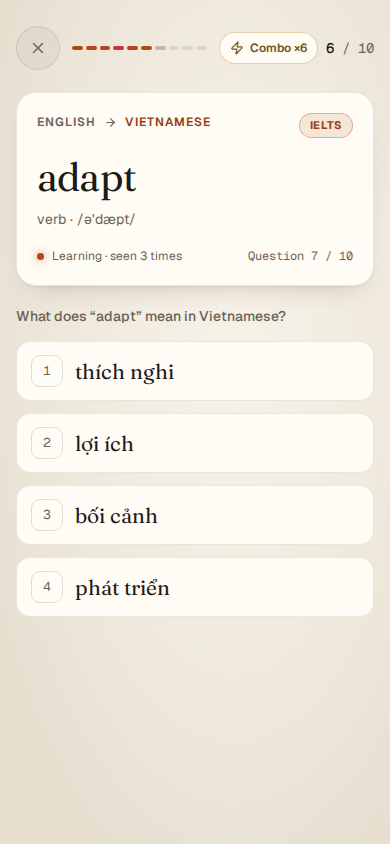 Combo ×6 6 / 10
ENGLISH → VIETNAMESE
IELTS
adapt
verb · /ə'dæpt/
Learning · seen 3 times
Question 7 / 10
What does “adapt” mean in Vietnamese?
1 thích nghi
2 lợi ích
3 bối cảnh
4 phát triển